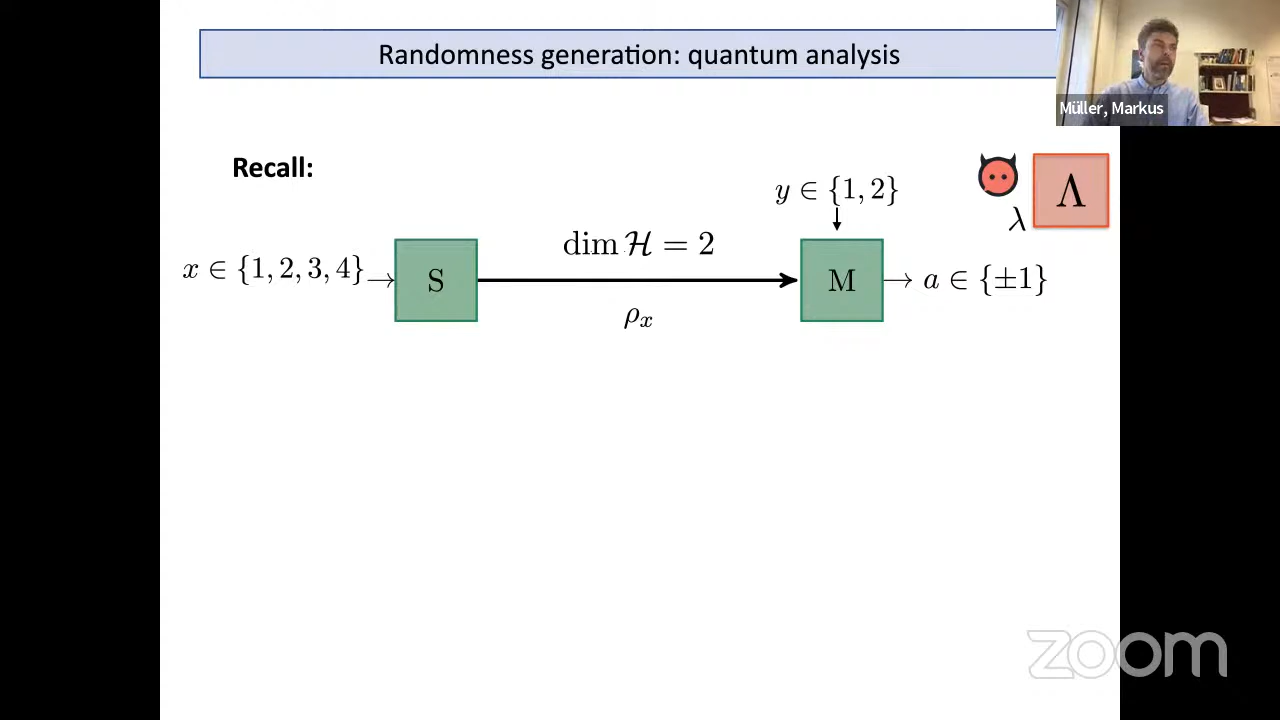 Randomness generation: quantum analysis
Müller, Markus
Recall:
y ∈ {1, 2}
λ
Λ
dim ℋ = 2
x ∈ {1, 2, 3, 4}
S
M
a ∈ {±1}
ρₓ
zoom